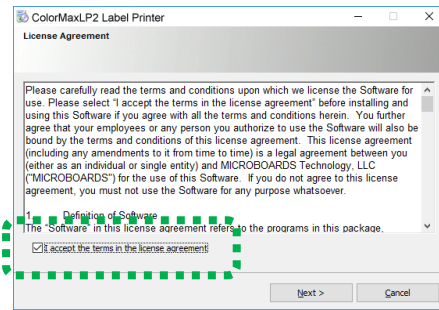 ColorMaxLP2 Label Printer
License Agreement
Please carefully read the terms and conditions upon which we license the Software for
use. Please select "I accept the terms in the license agreement" before installing and
using this Software if you agree with all the terms and conditions herein. You further
agree that your employees or any person you authorize to use the Software will also be
bound by the terms and conditions of this license agreement. This license agreement
(including any amendments to it from time to time) is a legal agreement between you
(either as an individual or single entity) and MICROBOARDS Technology, LLC
("MICROBOARDS") for the use of this Software. If you do not agree to this license
agreement, you must not use the Software for any purpose whatsoever.
1. Definition of Software
The "Software" in this license agreement refers to the programs in this package,
I accept the terms in the license agreement
Next >
Cancel